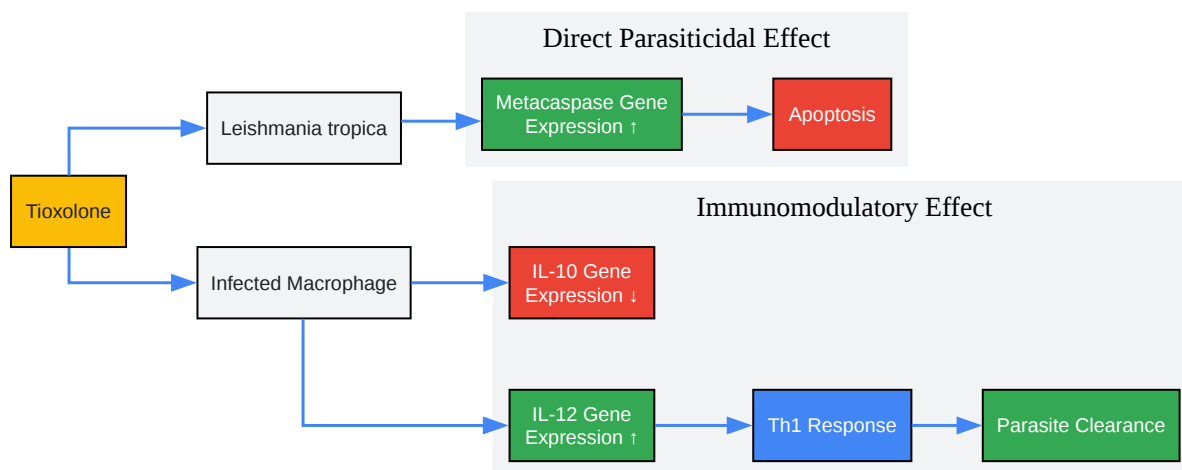 Direct Parasiticidal Effect
Leishmania tropica
Metacaspase Gene
Expression ↑
Apoptosis
Tioxolone
Immunomodulatory Effect
Infected Macrophage
IL-10 Gene
Expression ↓
IL-12 Gene
Expression ↑
Th1 Response
Parasite Clearance